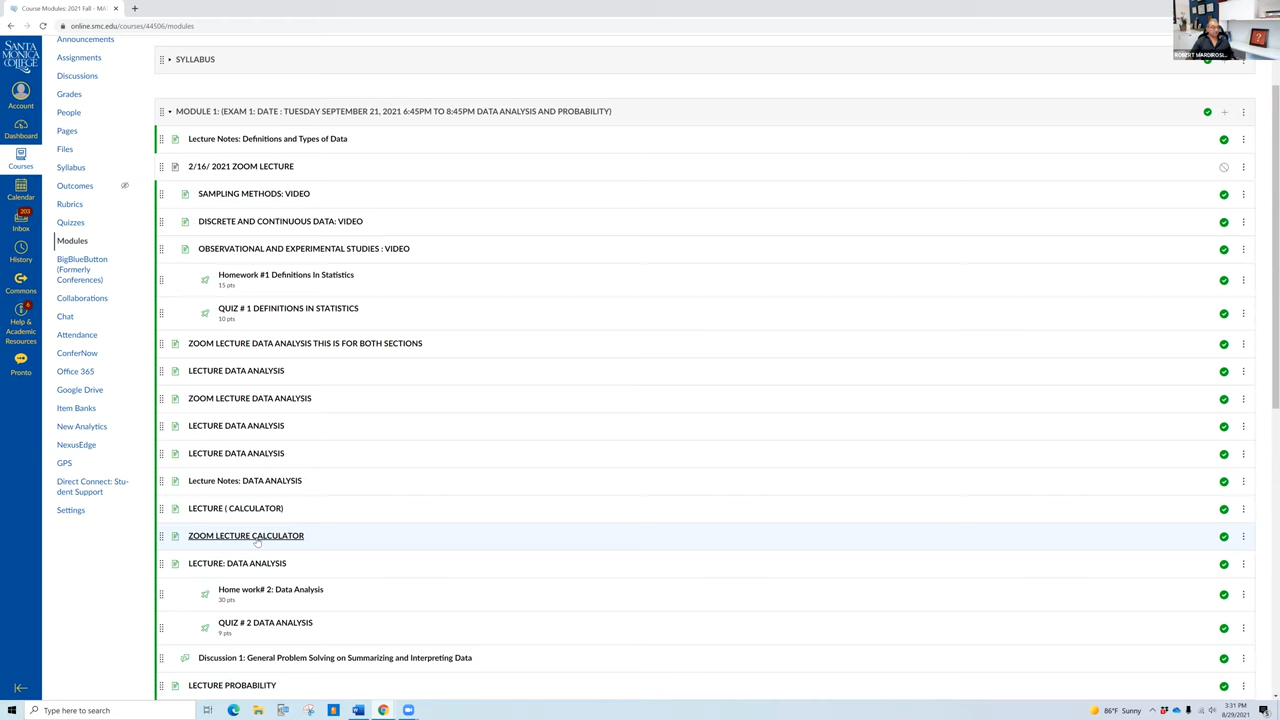 Course Modules: 2021 Fall - MA
online.smc.edu/courses/44506/modules
SANTA
MONICA
COLLEGE
Account
Dashboard
Courses
Calendar
203
Inbox
History
Commons
6
Help &
Academic
Resources
Pronto
Announcements
Assignments
Discussions
Grades
People
Pages
Files
Syllabus
Outcomes
Rubrics
Quizzes
Modules
BigBlueButton
(Formerly
Conferences)
Collaborations
Chat
Attendance
ConferNow
Office 365
Google Drive
Item Banks
New Analytics
NexusEdge
GPS
Direct Connect: Stu-
dent Support
Settings
SYLLABUS
MODULE 1: (EXAM 1: DATE : TUESDAY SEPTEMBER 21, 2021 6:45PM TO 8:45PM DATA ANALYSIS AND PROBABILITY)
Lecture Notes: Definitions and Types of Data
2/16/ 2021 ZOOM LECTURE
SAMPLING METHODS: VIDEO
DISCRETE AND CONTINUOUS DATA: VIDEO
OBSERVATIONAL AND EXPERIMENTAL STUDIES : VIDEO
Homework #1 Definitions In Statistics
15 pts
QUIZ # 1 DEFINITIONS IN STATISTICS
10 pts
ZOOM LECTURE DATA ANALYSIS THIS IS FOR BOTH SECTIONS
LECTURE DATA ANALYSIS
ZOOM LECTURE DATA ANALYSIS
LECTURE DATA ANALYSIS
LECTURE DATA ANALYSIS
Lecture Notes: DATA ANALYSIS
LECTURE ( CALCULATOR)
ZOOM LECTURE CALCULATOR
LECTURE: DATA ANALYSIS
Home work# 2: Data Analysis
30 pts
QUIZ # 2 DATA ANALYSIS
9 pts
Discussion 1: General Problem Solving on Summarizing and Interpreting Data
LECTURE PROBABILITY
ROBERT MARDIROSI...
Type here to search
86°F Sunny
3:31 PM
8/29/2021